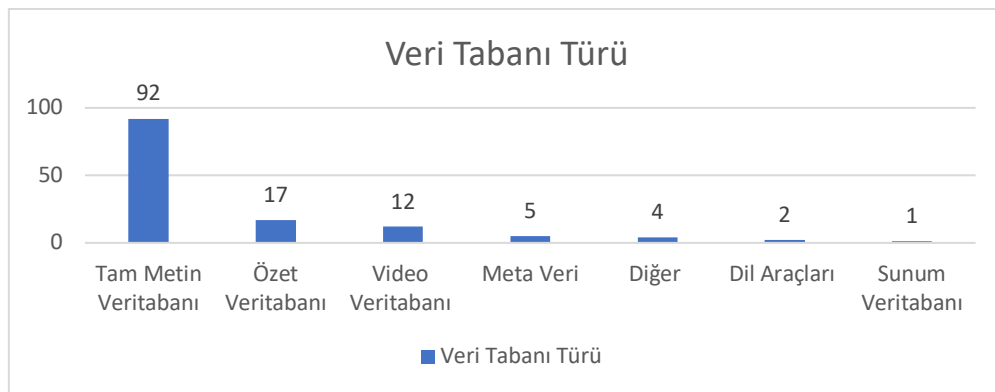 Veri Tabanı Türü
92
17
12
5
4
2
1
100
50
0
Tam Metin
Veritabanı
Özet
Veritabanı
Video
Veritabanı
Meta Veri
Diğer
Dil Araçları
Sunum
Veritabanı
Veri Tabanı Türü